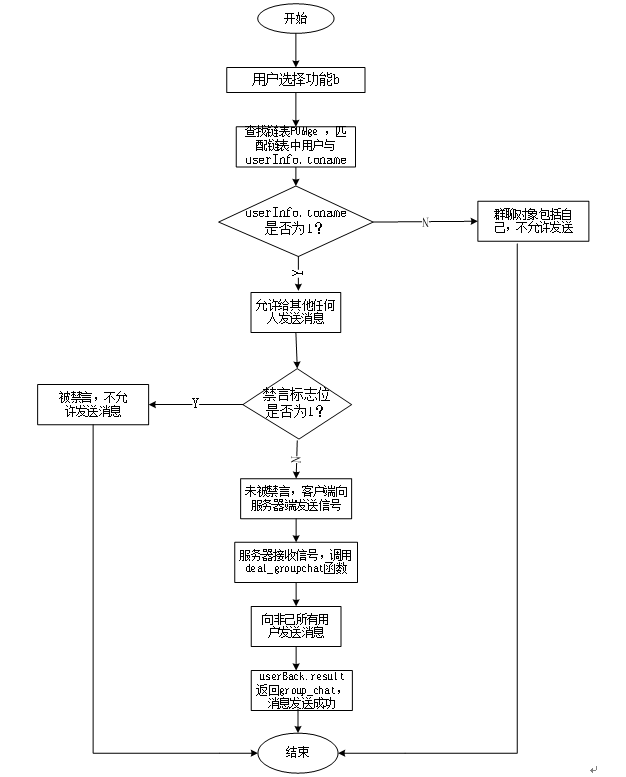 开始
用户选择功能b
查找链表
，匹
配链表中用户与
userInfo.toname
userInfo.toname
是否为1？
N
群聊对象包括自
己，不允许发送
Y
允许给其他任何
人发送消息
禁言标志位
是否为1？
Y
被禁言，不允
许发送消息
N
未被禁言，客户端向
服务器端发送信号
服务器接收信号，调用
deal_groupchat函数
向非己所有用
户发送消息
userBack.result
返回group_chat，
消息发送成功
结束